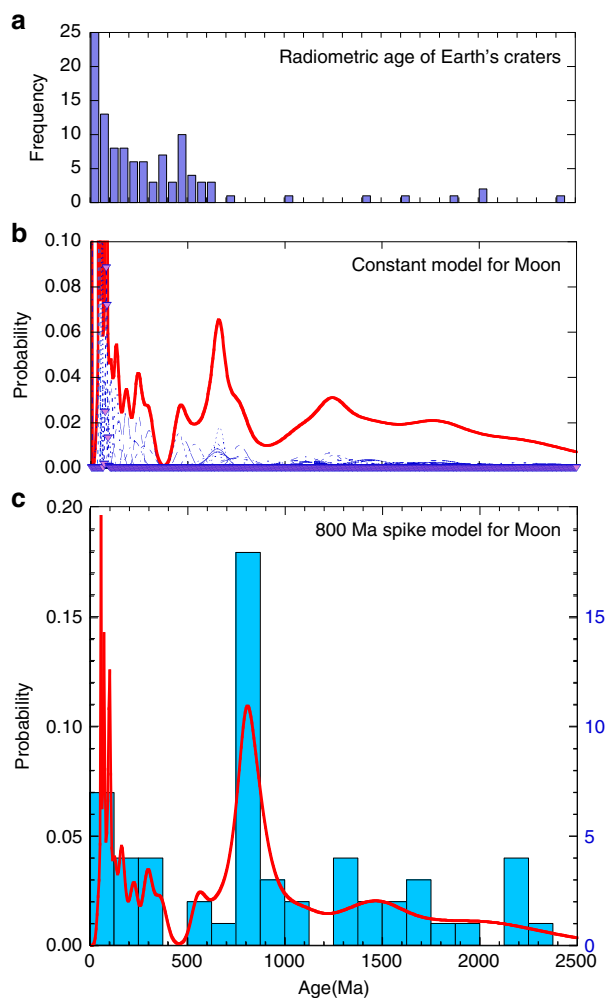 a
Radiometric age of Earth's craters
Frequency
25
20
15
10
5
0
b
Constant model for Moon
Probability
0.10
0.08
0.06
0.04
0.02
0.00
c
800 Ma spike model for Moon
Probability
0.20
0.15
0.10
0.05
0.00
15
10
5
0
0 500 1000 1500 2000 2500
Age(Ma)